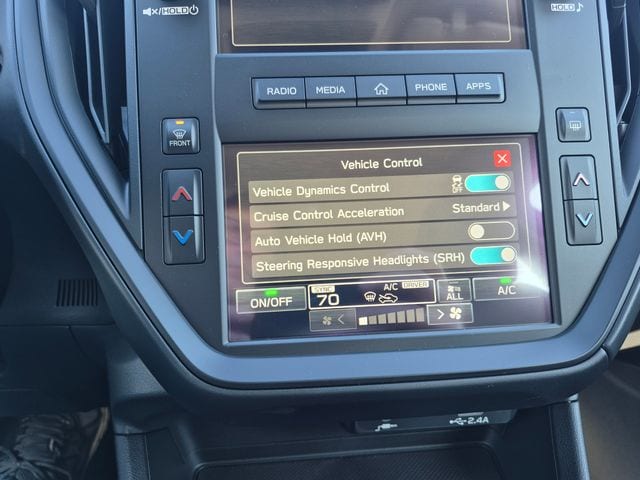 HOLD
HOLD
RADIO MEDIA PHONE APPS
FRONT
Vehicle Control
Vehicle Dynamics Control OFF
Cruise Control Acceleration Standard
Auto Vehicle Hold (AVH)
Steering Responsive Headlights (SRH)
ON/OFF
SYNC A/C DRIVER
70
ALL
A/C
2.4A